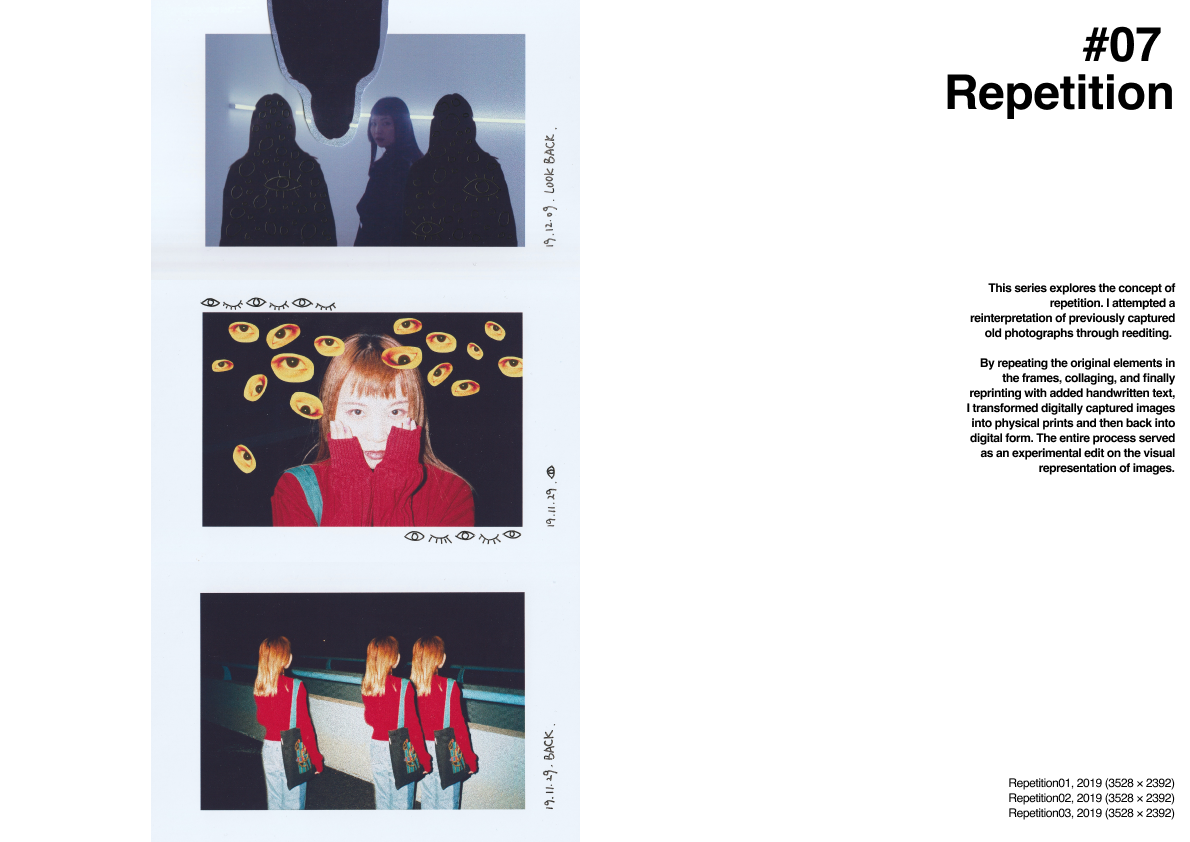 19.12.09. LOOK BACK.
19.11.29.
19.11.29. BACK.
#07
Repetition
This series explores the concept of
repetition. I attempted a
reinterpretation of previously captured
old photographs through reediting.
By repeating the original elements in
the frames, collaging, and finally
reprinting with added handwritten text,
I transformed digitally captured images
into physical prints and then back into
digital form. The entire process served
as an experimental edit on the visual
representation of images.
Repetition01, 2019 (3528 × 2392)
Repetition02, 2019 (3528 × 2392)
Repetition03, 2019 (3528 × 2392)